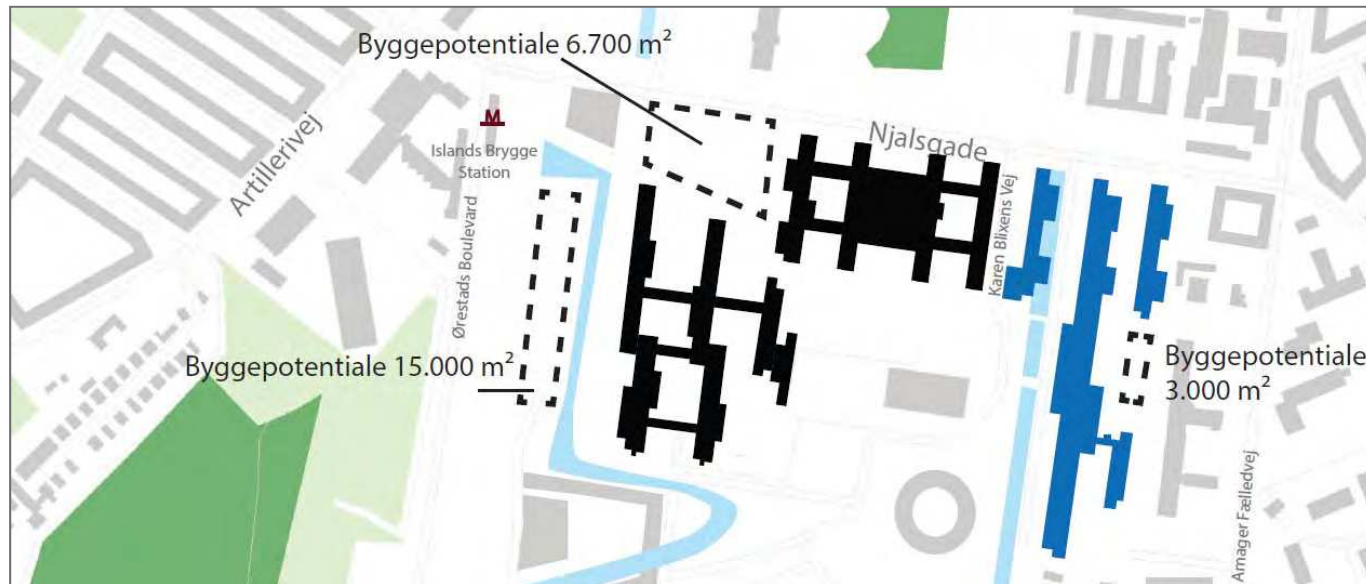 Byggepotentiale 6.700 m²
Artillerivej
M
Islands Brygge
Station
Njalsgade
Ørestads Boulevard
Karen Blixens Vej
Byggepotentiale 15.000 m²
Byggepotentiale
3.000 m²
Amager Fælledvej